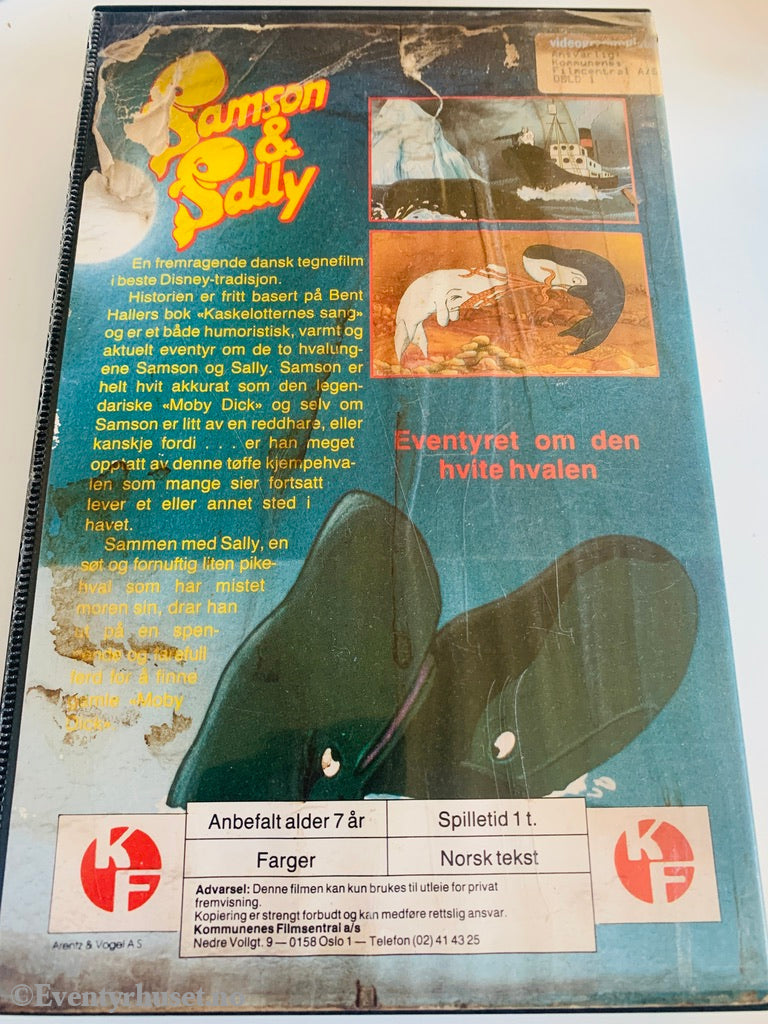 Samson
&
Sally
Ansvarlig:
Kommunenes
Filmcentral A/S
OSLO 1
En fremragende dansk tegnefilm
i beste Disney-tradisjon.
Historien er fritt basert på Bent
Hallers bok «Kaskelotternes sang»
og er et både humoristisk, varmt og
aktuelt eventyr om de to hvalung-
ene Samson og Sally. Samson er
helt hvit akkurat som den legen-
dariske «Moby Dick» og selv om
Samson er litt av en reddhare, eller
kanskje fordi . . . er han meget
opptatt av denne tøffe kjempehva-
len som mange sier fortsatt
lever et eller annet sted i
havet.
Sammen med Sally, en
søt og fornuftig liten pike-
hval som har mistet
moren sin, drar han
ut på en spen-
ende og farefull
ferd for å finne
gamle «Moby
Dick».
Eventyret om den
hvite hvalen
KF
Anbefalt alder 7 år
Spilletid 1 t.
Farger
Norsk tekst
Advarsel: Denne filmen kan kun brukes til utleie for privat
fremvisning.
Kopiering er strengt forbudt og kan medføre rettslig ansvar.
Kommunenes Filmsentral a/s
Nedre Vollgt. 9 — 0158 Oslo 1 — Telefon (02) 41 43 25
KF
Arentz & Vogel A.S
©Eventyrhuset.no